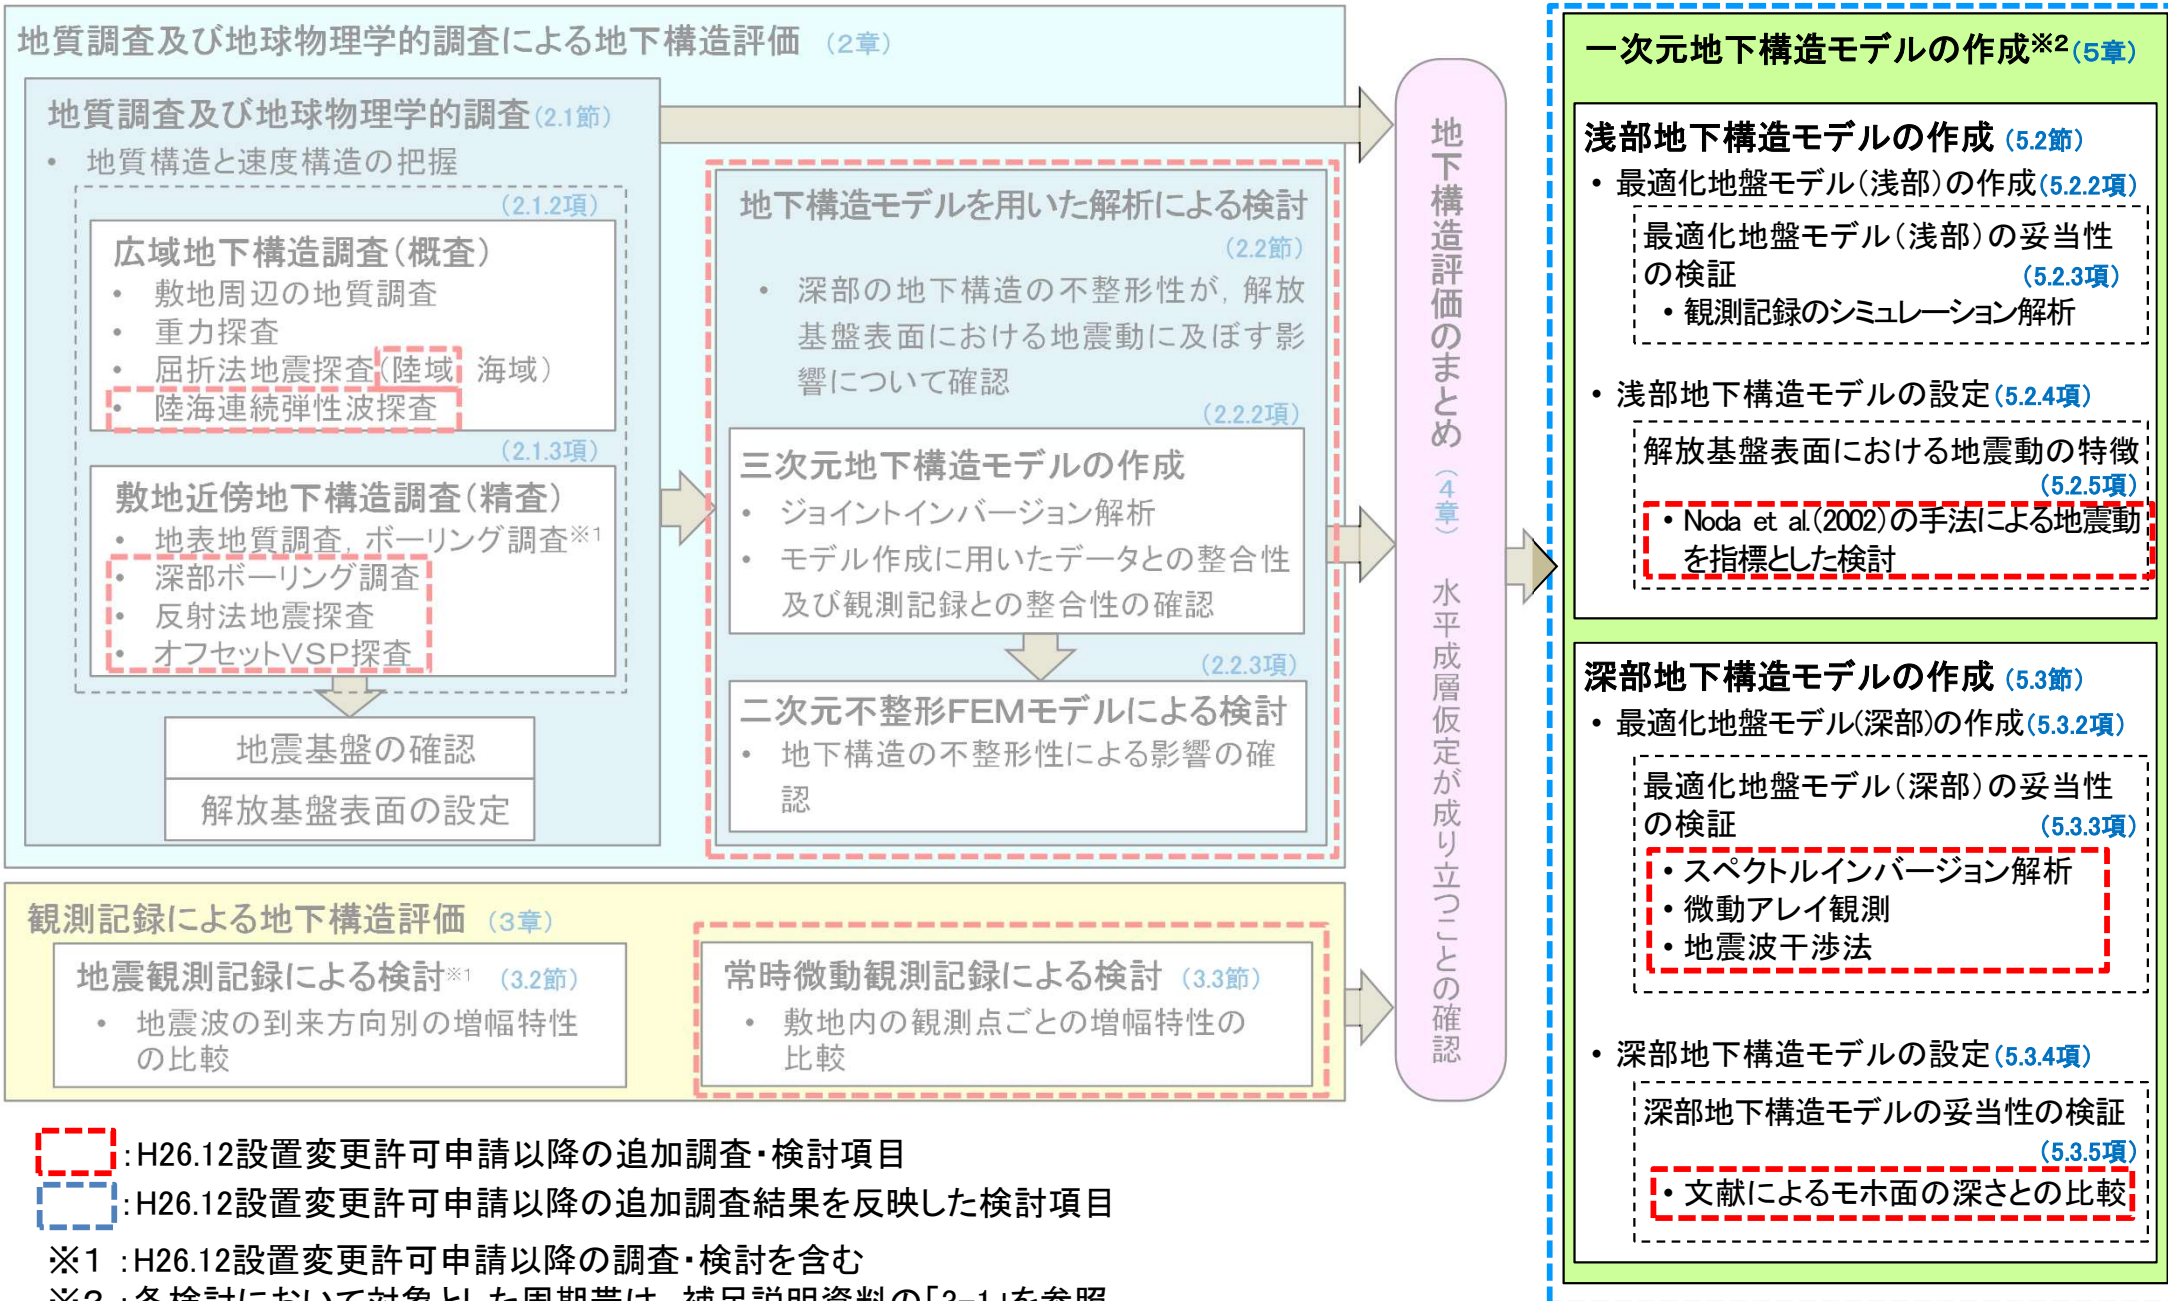 地質調査及び地球物理学的調査による地下構造評価 (2章)
地質調査及び地球物理学的調査(2.1節)
• 地質構造と速度構造の把握
(2.1.2項)
広域地下構造調査(概査)
• 敷地周辺の地質調査
• 重力探査
• 屈折法地震探査(陸域 海域)
• 陸海連続弾性波探査
(2.1.3項)
敷地近傍地下構造調査(精査)
• 地表地質調査，ボーリング調査※1
• 深部ボーリング調査
• 反射法地震探査
• オフセットVSP探査
地震基盤の確認
解放基盤表面の設定
地下構造モデルを用いた解析による検討
(2.2節)
• 深部の地下構造の不整形性が，解放
基盤表面における地震動に及ぼす影
響について確認
(2.2.2項)
三次元地下構造モデルの作成
• ジョイントインバージョン解析
• モデル作成に用いたデータとの整合性
及び観測記録との整合性の確認
(2.2.3項)
二次元不整形FEMモデルによる検討
• 地下構造の不整形性による影響の確
認
観測記録による地下構造評価 (3章)
地震観測記録による検討※1 (3.2節)
• 地震波の到来方向別の増幅特性
の比較
常時微動観測記録による検討 (3.3節)
• 敷地内の観測点ごとの増幅特性の
比較
地下構造評価のまとめ(4章) 水平成層仮定が成り立つことの確認
一次元地下構造モデルの作成※2(5章)
浅部地下構造モデルの作成 (5.2節)
• 最適化地盤モデル(浅部)の作成(5.2.2項)
最適化地盤モデル(浅部)の妥当性
の検証 (5.2.3項)
• 観測記録のシミュレーション解析
• 浅部地下構造モデルの設定(5.2.4項)
解放基盤表面における地震動の特徴
(5.2.5項)
• Noda et al.(2002)の手法による地震動
を指標とした検討
深部地下構造モデルの作成 (5.3節)
• 最適化地盤モデル(深部)の作成(5.3.2項)
最適化地盤モデル(深部)の妥当性
の検証 (5.3.3項)
• スペクトルインバージョン解析
• 微動アレイ観測
• 地震波干渉法
• 深部地下構造モデルの設定(5.3.4項)
深部地下構造モデルの妥当性の検証
(5.3.5項)
• 文献によるモホ面の深さとの比較
:H26.12設置変更許可申請以降の追加調査・検討項目
:H26.12設置変更許可申請以降の追加調査結果を反映した検討項目
※1 :H26.12設置変更許可申請以降の調査・検討を含む
※2 :各検討において対象とした周期帯は，補足説明資料の「3-1」を参照